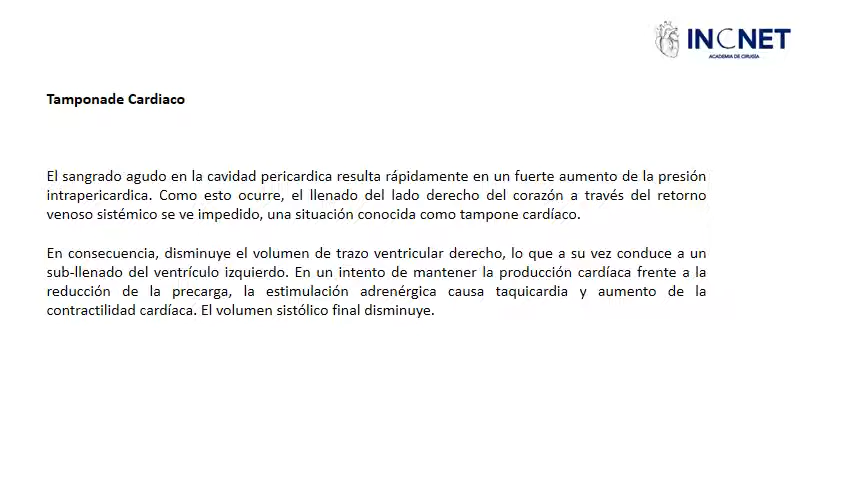 INCNET
ACADEMIA DE CIRUGÍA
Tamponade Cardiaco
El sangrado agudo en la cavidad pericardica resulta rápidamente en un fuerte aumento de la presión
intrapericardica. Como esto ocurre, el llenado del lado derecho del corazón a través del retorno
venoso sistémico se ve impedido, una situación conocida como tampone cardíaco.
En consecuencia, disminuye el volumen de trazo ventricular derecho, lo que a su vez conduce a un
sub-llenado del ventrículo izquierdo. En un intento de mantener la producción cardíaca frente a la
reducción de la precarga, la estimulación adrenérgica causa taquicardia y aumento de la
contractilidad cardíaca. El volumen sistólico final disminuye.